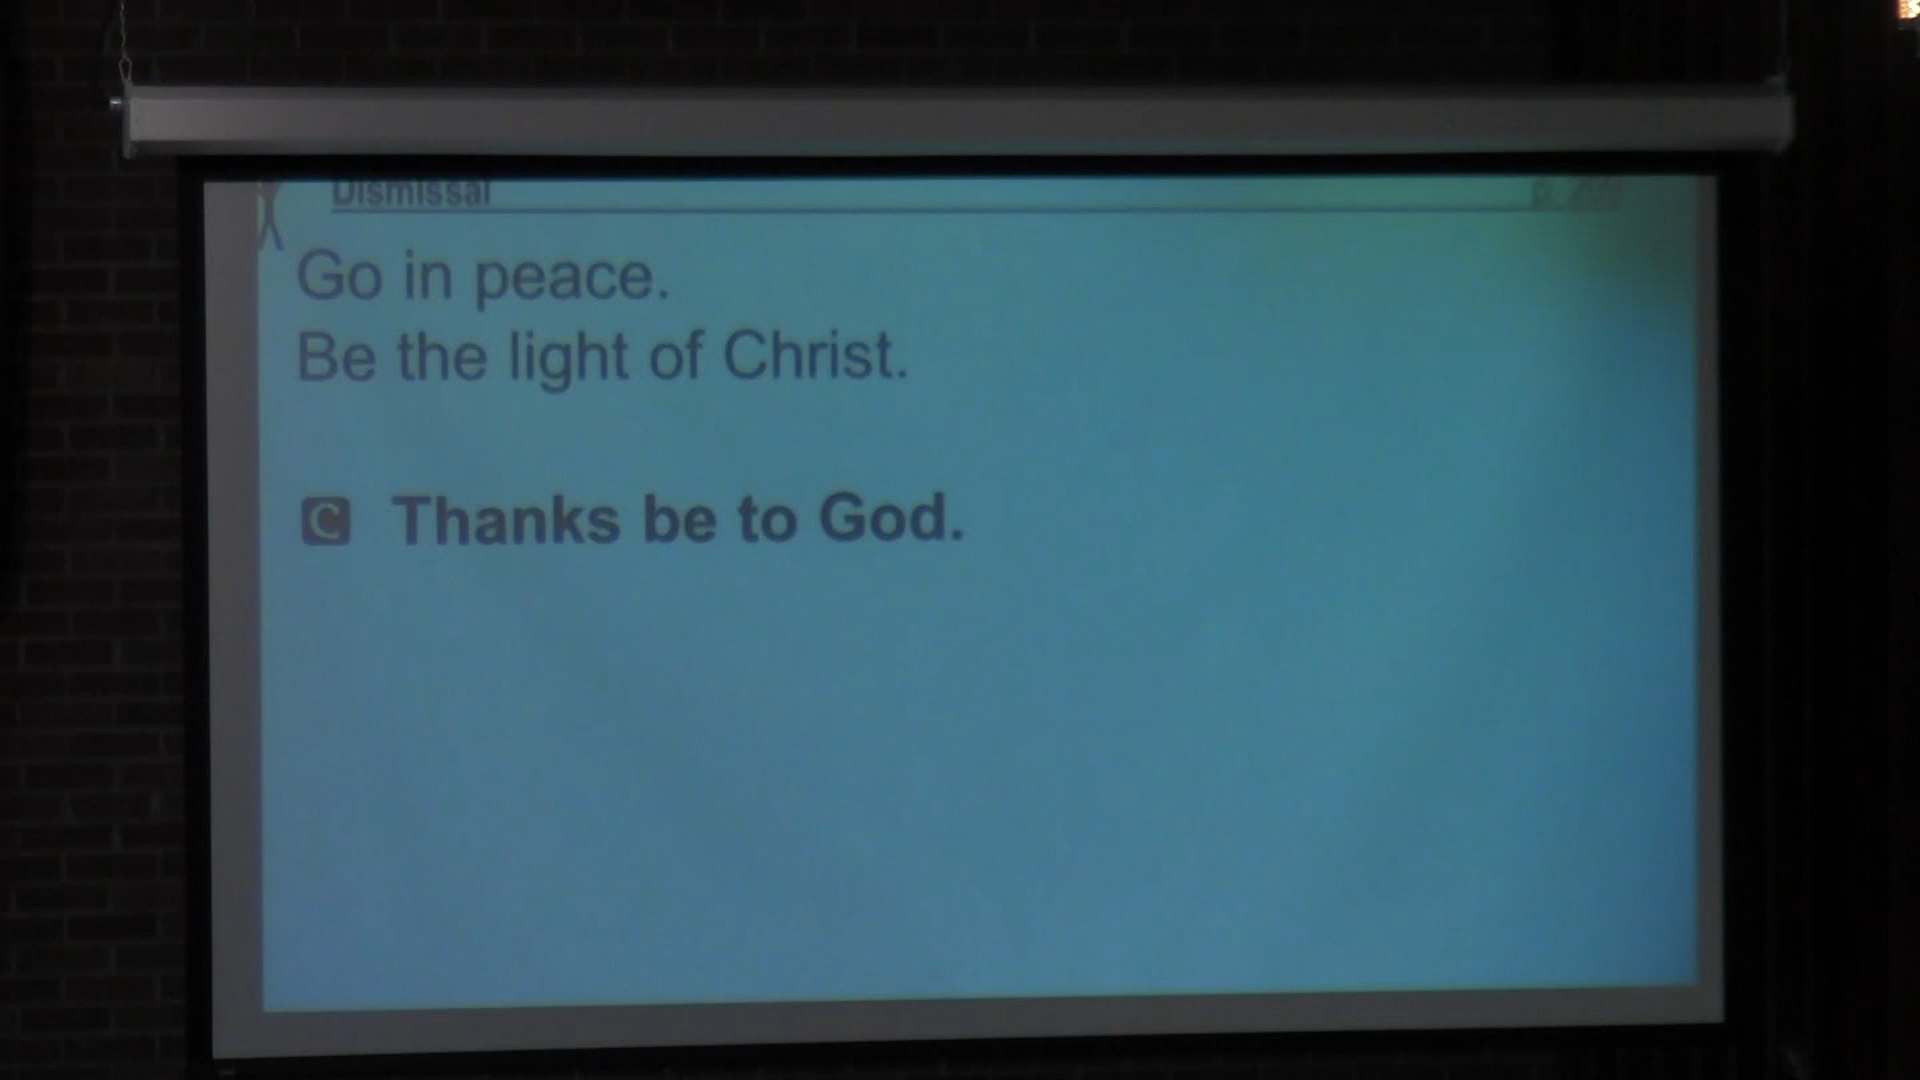 Dismissal
Go in peace.
Be the light of Christ.
C Thanks be to God.